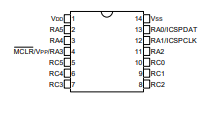 VDD 1 14 VSS
RA5 2 13 RA0/ICSPDAT
RA4 3 12 RA1/ICSPCLK
MCLR/VPP/RA3 4 11 RA2
RC5 5 10 RC0
RC4 6 9 RC1
RC3 7 8 RC2